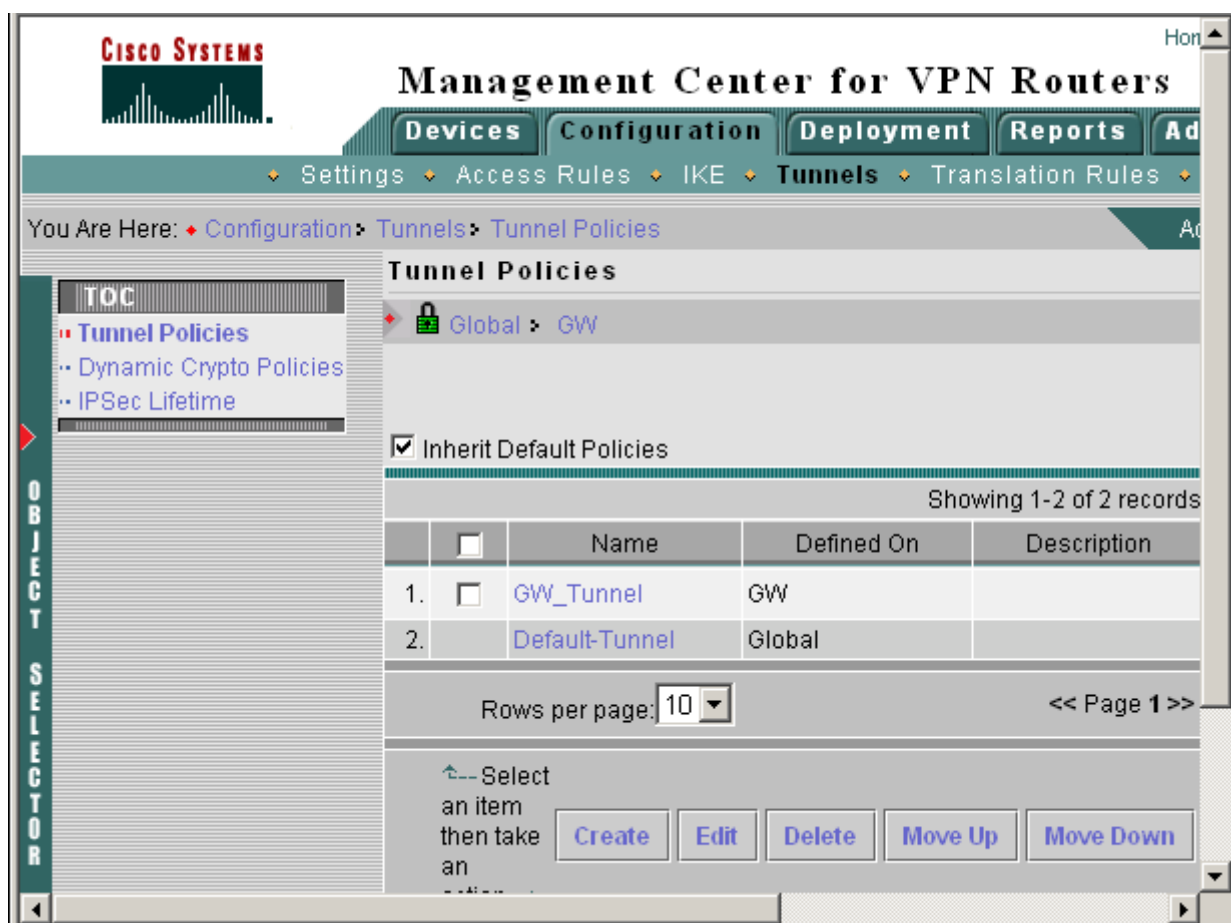 CISCO SYSTEMS
Management Center for VPN Routers
Devices Configuration Deployment Reports
Settings Access Rules IKE Tunnels Translation Rules
You Are Here: Configuration> Tunnels> Tunnel Policies
TOC
Tunnel Policies
Dynamic Crypto Policies
IPSec Lifetime
OBJECT SELECTOR
Tunnel Policies
Global > GW
Inherit Default Policies
Showing 1-2 of 2 records
Name Defined On Description
1. GW_Tunnel GW
2. Default-Tunnel Global
Rows per page: 10 << Page 1 >>
Select
an item
then take
an
Create Edit Delete Move Up Move Down